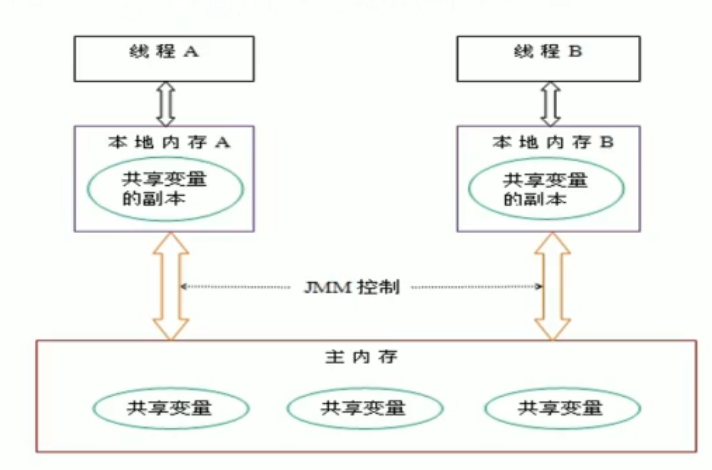 线程 A
线程 B
本地内存 A
本地内存 B
共享变量
的副本
共享变量
的副本
JMM 控制
主内存
共享变量
共享变量
共享变量